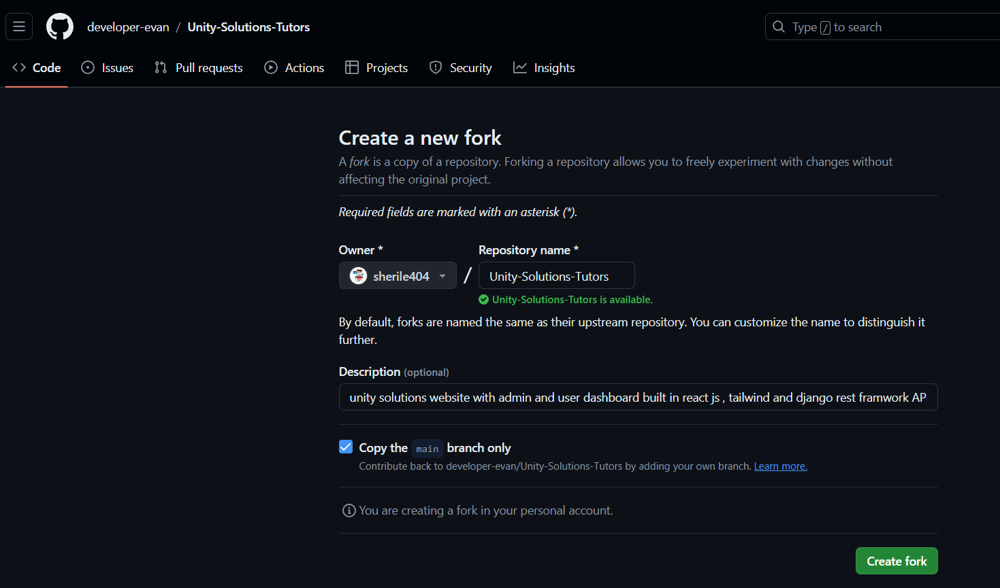 developer-evan / Unity-Solutions-Tutors
Type / to search
Code Issues Pull requests Actions Projects Security Insights
Create a new fork
A fork is a copy of a repository. Forking a repository allows you to freely experiment with changes without
affecting the original project.
Required fields are marked with an asterisk (*).
Owner * Repository name *
sherile404 / Unity-Solutions-Tutors
Unity-Solutions-Tutors is available.
By default, forks are named the same as their upstream repository. You can customize the name to distinguish it
further.
Description (optional)
unity solutions website with admin and user dashboard built in react js , tailwind and django rest framwork AP
Copy the main branch only
Contribute back to developer-evan/Unity-Solutions-Tutors by adding your own branch. Learn more.
You are creating a fork in your personal account.
Create fork